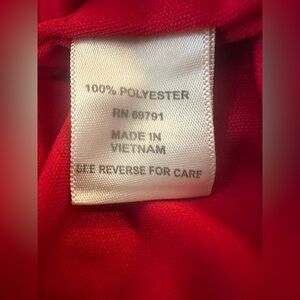 100% POLYESTER
RN 69791
MADE IN
VIETNAM
SEE REVERSE FOR CARE